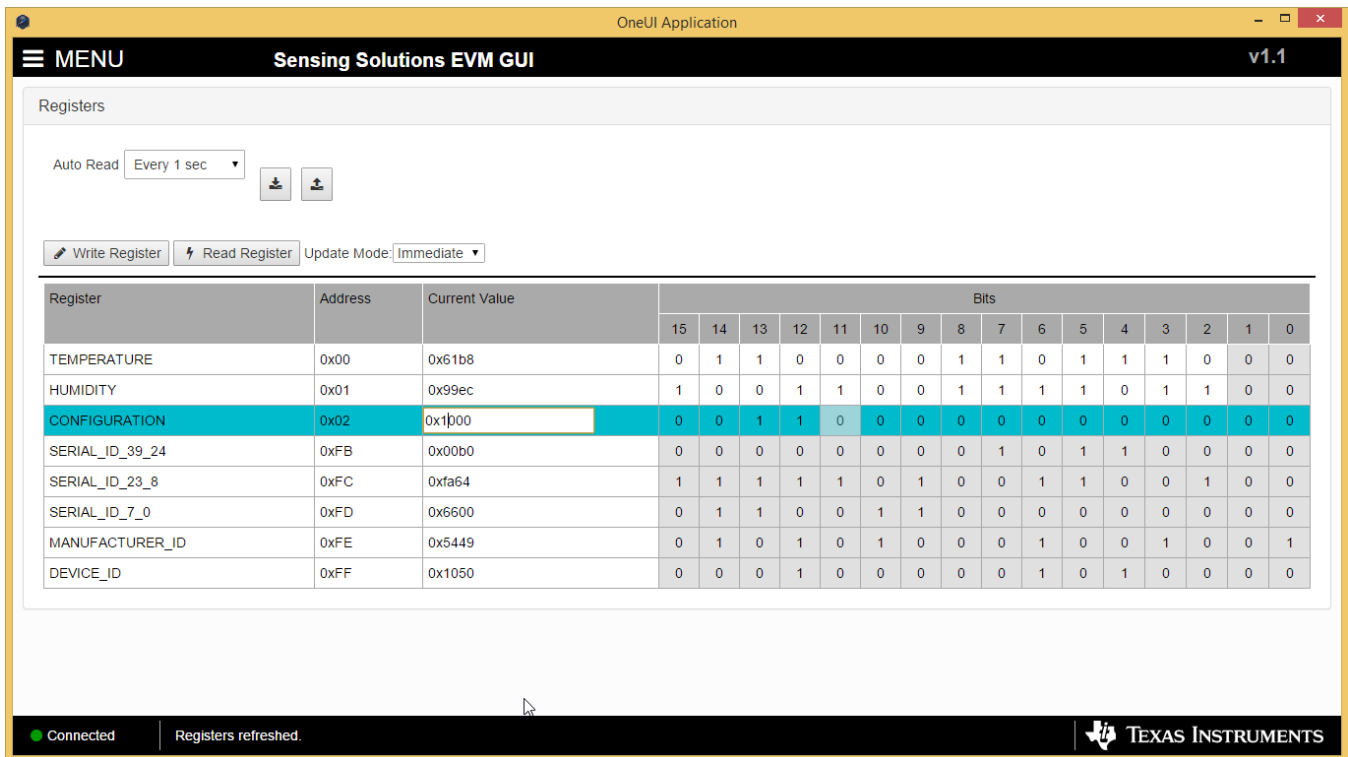 OneUI Application
MENU Sensing Solutions EVM GUI v1.1
Registers
Auto Read Every 1 sec
Write Register Read Register Update Mode: Immediate
Register Address Current Value Bits
15 14 13 12 11 10 9 8 7 6 5 4 3 2 1 0
TEMPERATURE 0x00 0x61b8 0 1 1 0 0 0 0 1 1 0 1 1 1 0 0 0
HUMIDITY 0x01 0x99ec 1 0 0 1 1 0 0 1 1 1 1 0 1 1 0 0
CONFIGURATION 0x02 0x1000 0 0 1 1 0 0 0 0 0 0 0 0 0 0 0 0
SERIAL_ID_39_24 0xFB 0x00b0 0 0 0 0 0 0 0 0 1 0 1 1 0 0 0 0
SERIAL_ID_23_8 0xFC 0xfa64 1 1 1 1 1 0 1 0 0 1 1 0 0 1 0 0
SERIAL_ID_7_0 0xFD 0x6600 0 1 1 0 0 1 1 0 0 0 0 0 0 0 0 0
MANUFACTURER_ID 0xFE 0x5449 0 1 0 1 0 1 0 0 0 1 0 0 1 0 0 1
DEVICE_ID 0xFF 0x1050 0 0 0 1 0 0 0 0 0 1 0 1 0 0 0 0
Connected Registers refreshed. TEXAS INSTRUMENTS